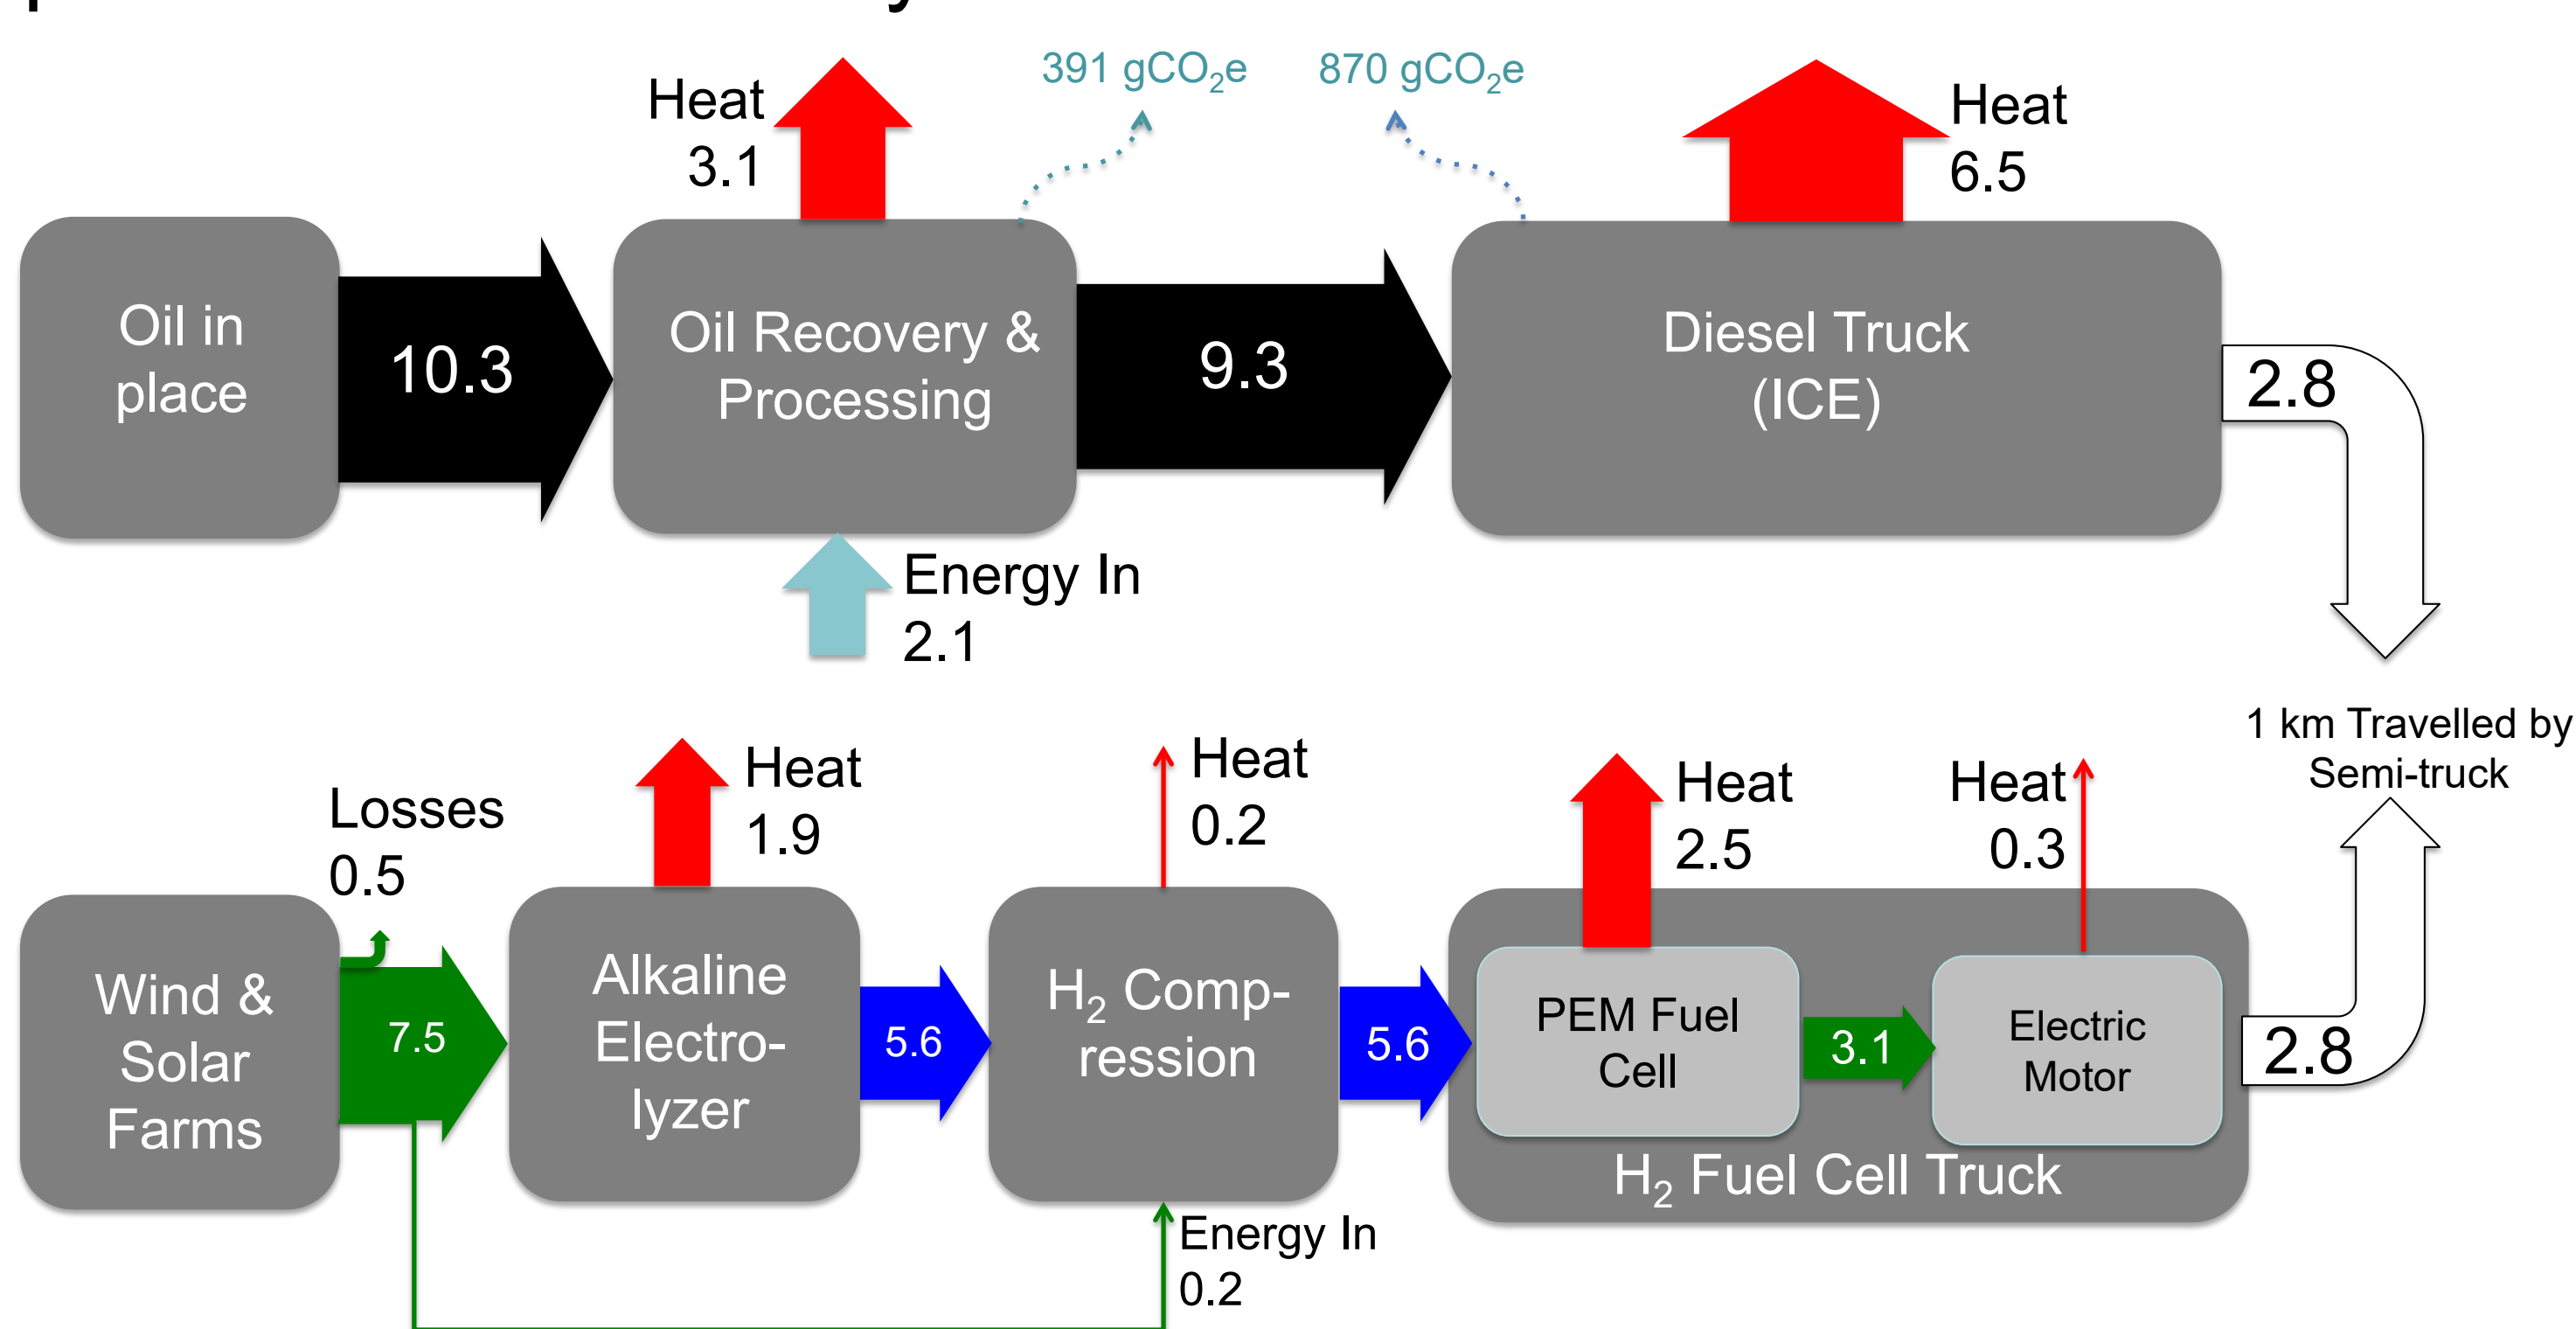 391 gCO₂e
870 gCO₂e
Heat
3.1
Heat
6.5
Oil in
place
10.3
Oil Recovery &
Processing
9.3
Diesel Truck
(ICE)
2.8
Energy In
2.1
1 km Travelled by
Semi-truck
Losses
0.5
Heat
1.9
Heat
0.2
Heat
2.5
Heat
0.3
Wind &
Solar
Farms
7.5
Alkaline
Electro-
lyzer
5.6
H₂ Comp-
ression
5.6
PEM Fuel
Cell
3.1
Electric
Motor
H₂ Fuel Cell Truck
2.8
Energy In
0.2